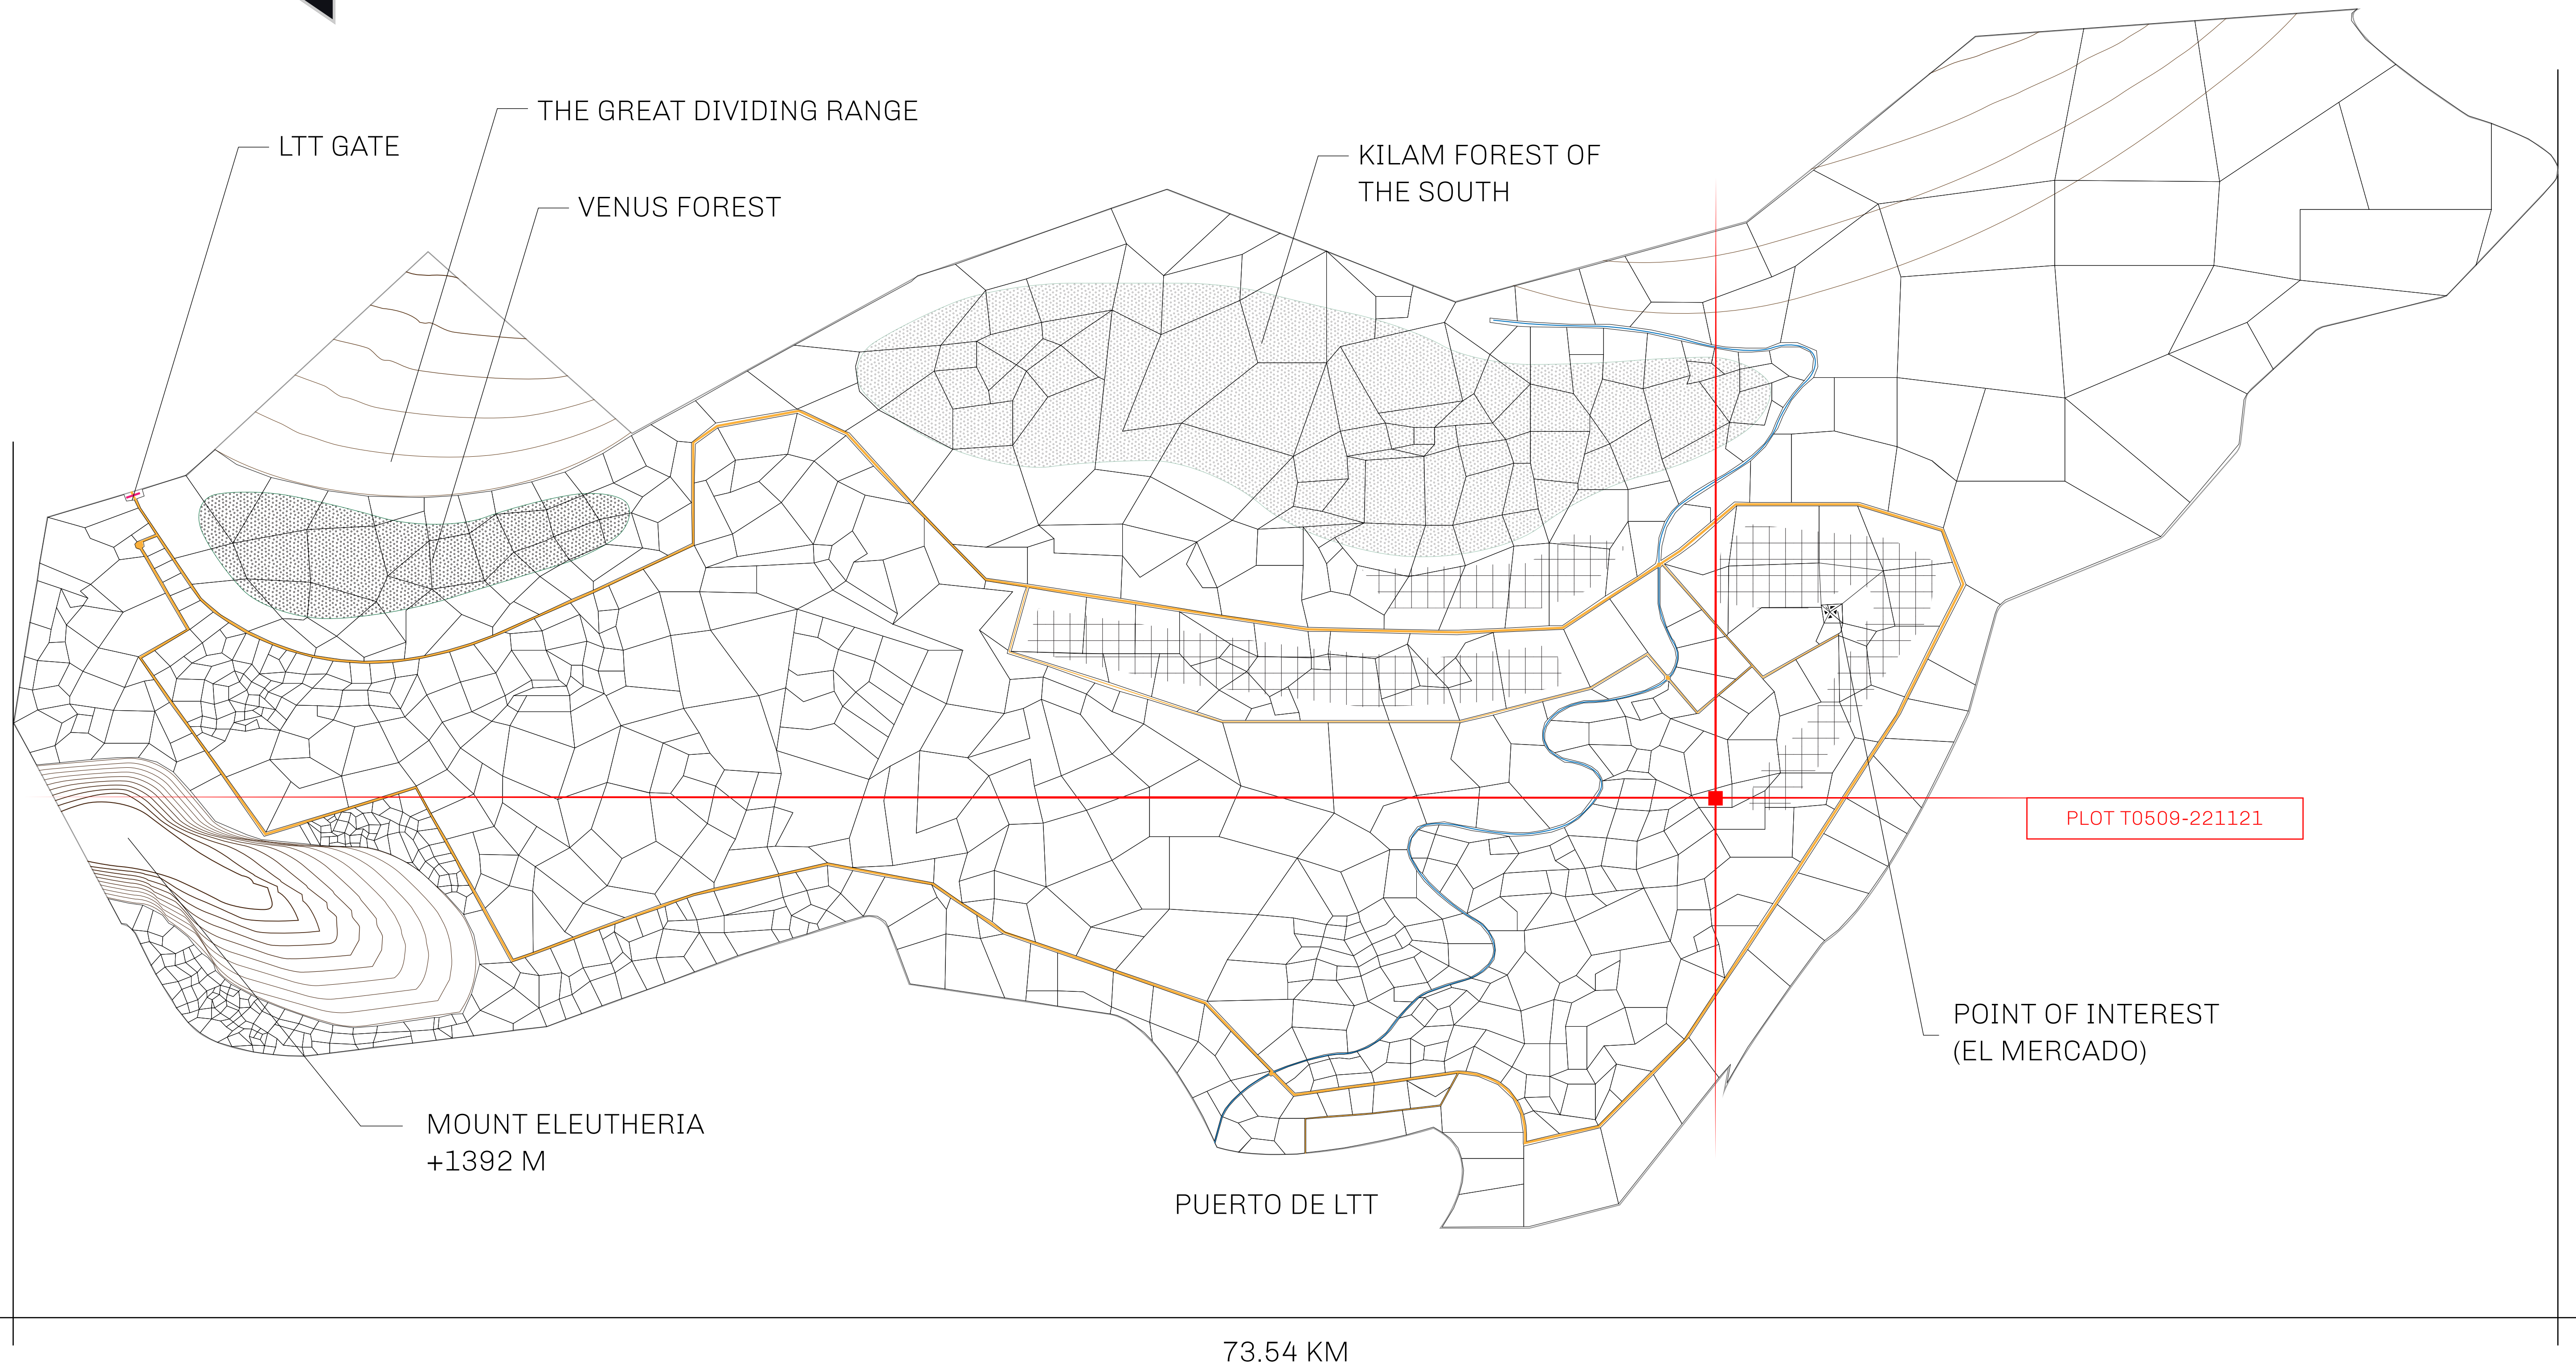 THE GREAT DIVIDING RANGE
LTT GATE
KILAM FOREST OF
THE SOUTH
VENUS FOREST
PLOT T0509-221121
POINT OF INTEREST
(EL MERCADO)
MOUNT ELEUTHERIA
+1392 M
PUERTO DE LTT
73.54 KM